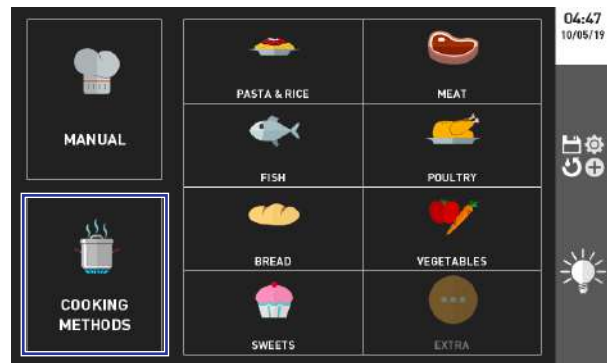 04:47
10/05/19
MANUAL
PASTA & RICE
MEAT
FISH
POULTRY
COOKING
METHODS
BREAD
VEGETABLES
SWEETS
EXTRA